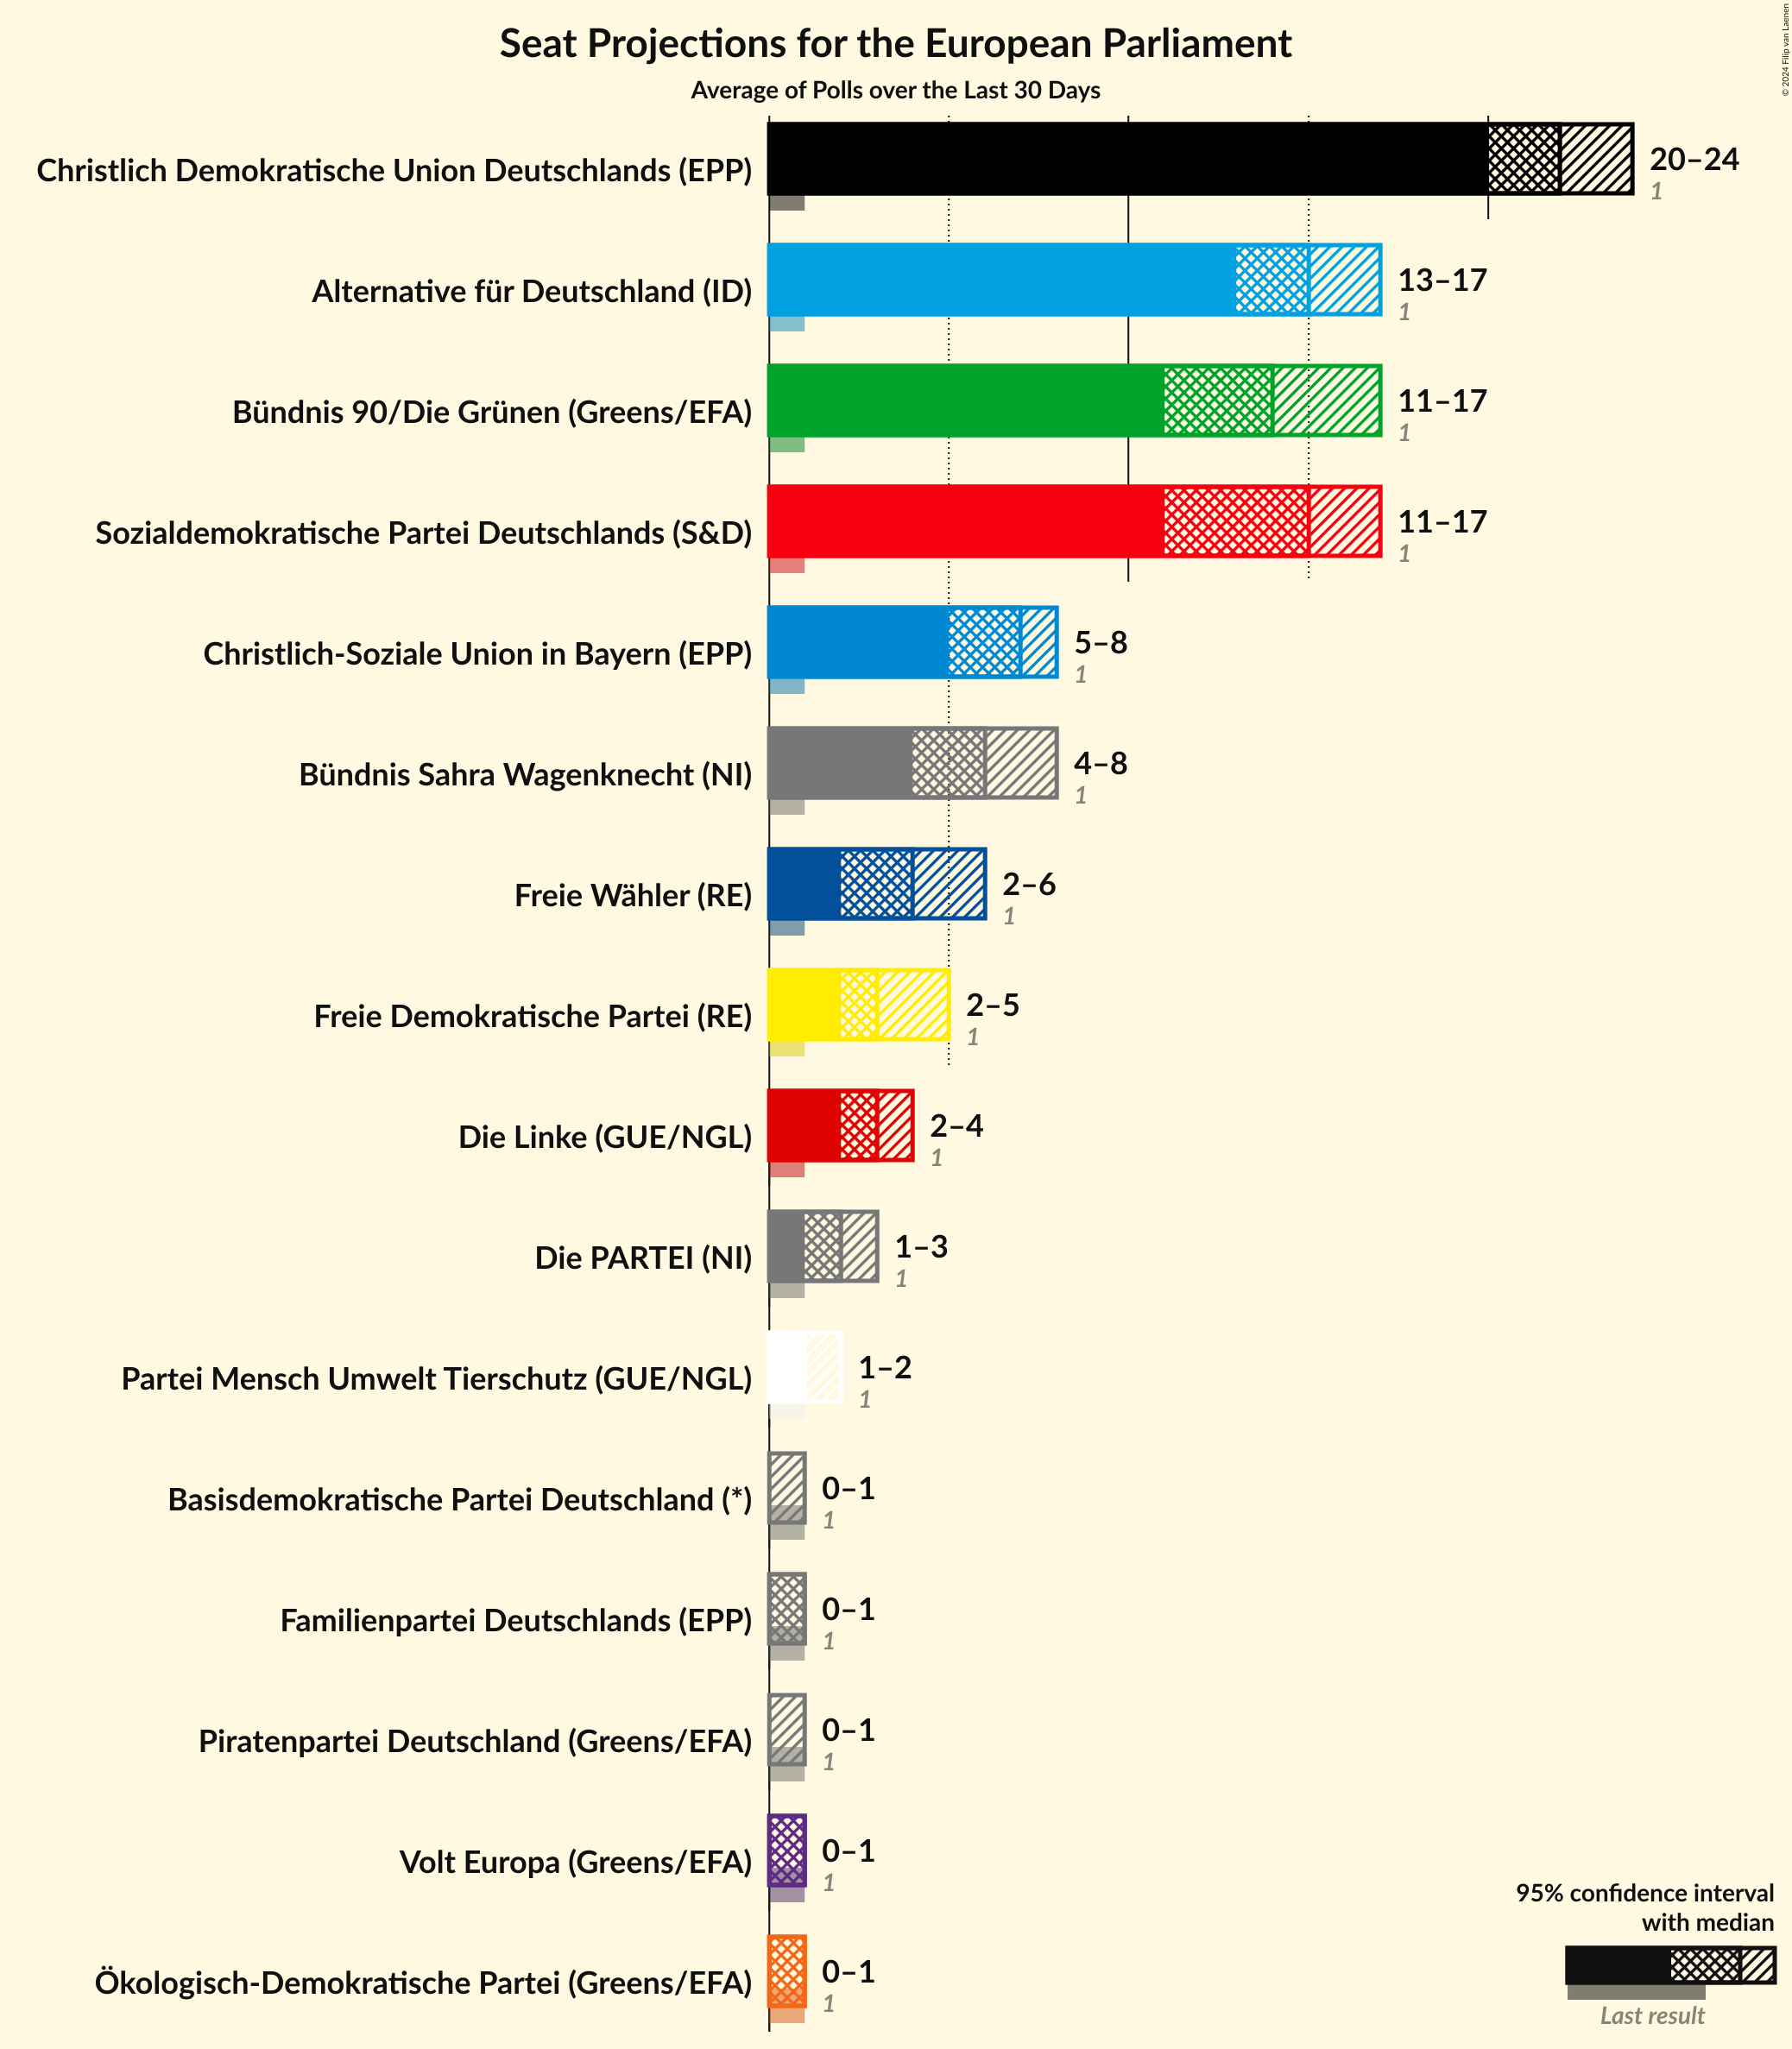 Seat Projections for the European Parliament
Average of Polls over the Last 30 Days
© 2024 Filip van Laenen
Christlich Demokratische Union Deutschlands (EPP)
20–24
1
Alternative für Deutschland (ID)
13–17
1
Bündnis 90/Die Grünen (Greens/EFA)
11–17
1
Sozialdemokratische Partei Deutschlands (S&D)
11–17
1
Christlich-Soziale Union in Bayern (EPP)
5–8
1
Bündnis Sahra Wagenknecht (NI)
4–8
1
Freie Wähler (RE)
2–6
1
Freie Demokratische Partei (RE)
2–5
1
Die Linke (GUE/NGL)
2–4
1
Die PARTEI (NI)
1–3
1
Partei Mensch Umwelt Tierschutz (GUE/NGL)
1–2
1
Basisdemokratische Partei Deutschland (*)
0–1
1
Familienpartei Deutschlands (EPP)
0–1
1
Piratenpartei Deutschland (Greens/EFA)
0–1
1
Volt Europa (Greens/EFA)
0–1
1
Ökologisch-Demokratische Partei (Greens/EFA)
0–1
1
95% confidence interval
with median
Last result